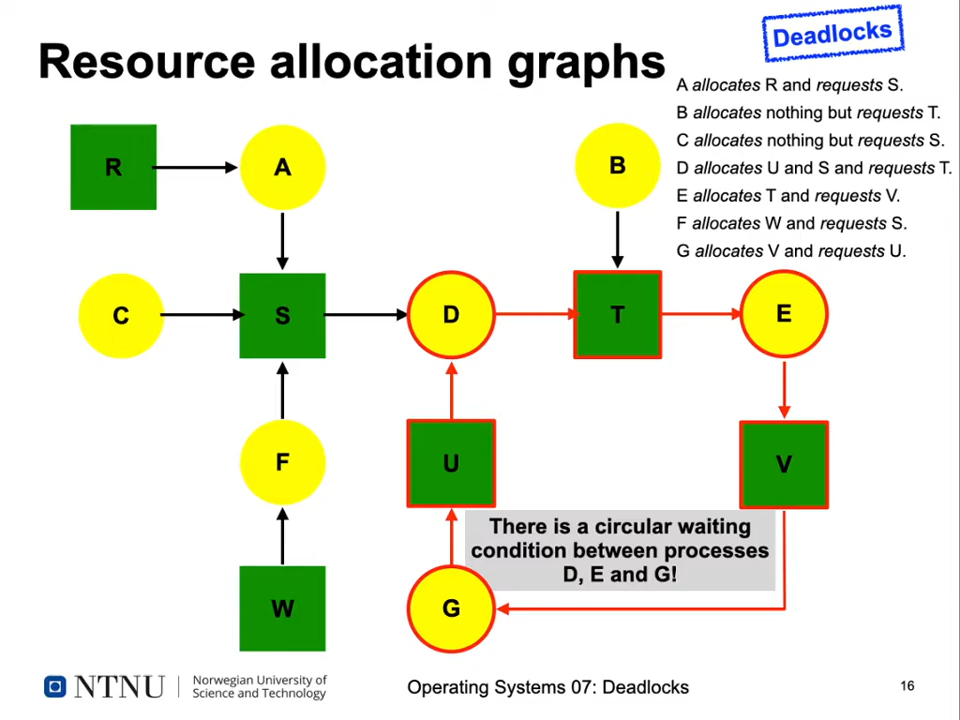 Deadlocks
Resource allocation graphs
A allocates R and requests S.
B allocates nothing but requests T.
C allocates nothing but requests S.
D allocates U and S and requests T.
E allocates T and requests V.
F allocates W and requests S.
G allocates V and requests U.
R
A
B
C
S
D
T
E
F
U
V
There is a circular waiting
condition between processes
D, E and G!
W
G
NTNU
Norwegian University of
Science and Technology
Operating Systems 07: Deadlocks
16